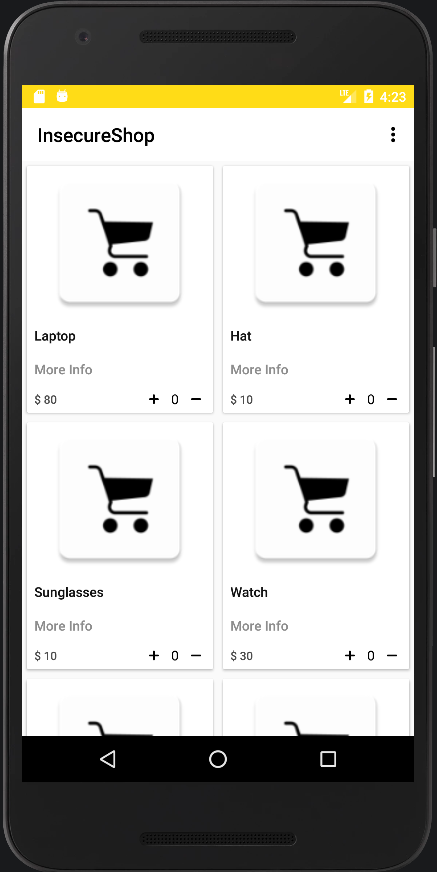 LTE 4:23
InsecureShop
Laptop
More Info
$ 80 + 0 −
Hat
More Info
$ 10 + 0 −
Sunglasses
More Info
$ 10 + 0 −
Watch
More Info
$ 30 + 0 −